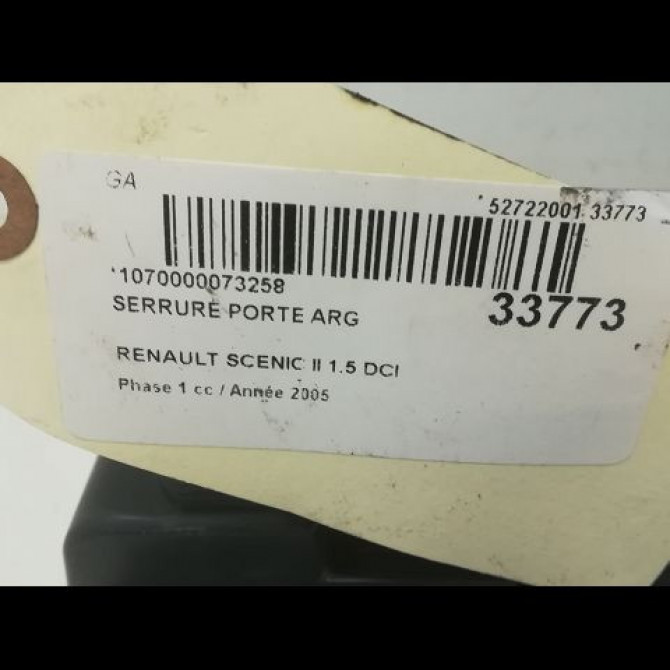 GA
*52722001 33773
*1070000073258
33773
SERRURE PORTE ARG
RENAULT SCENIC II 1.5 DCI
Phase 1 cc / Année 2005